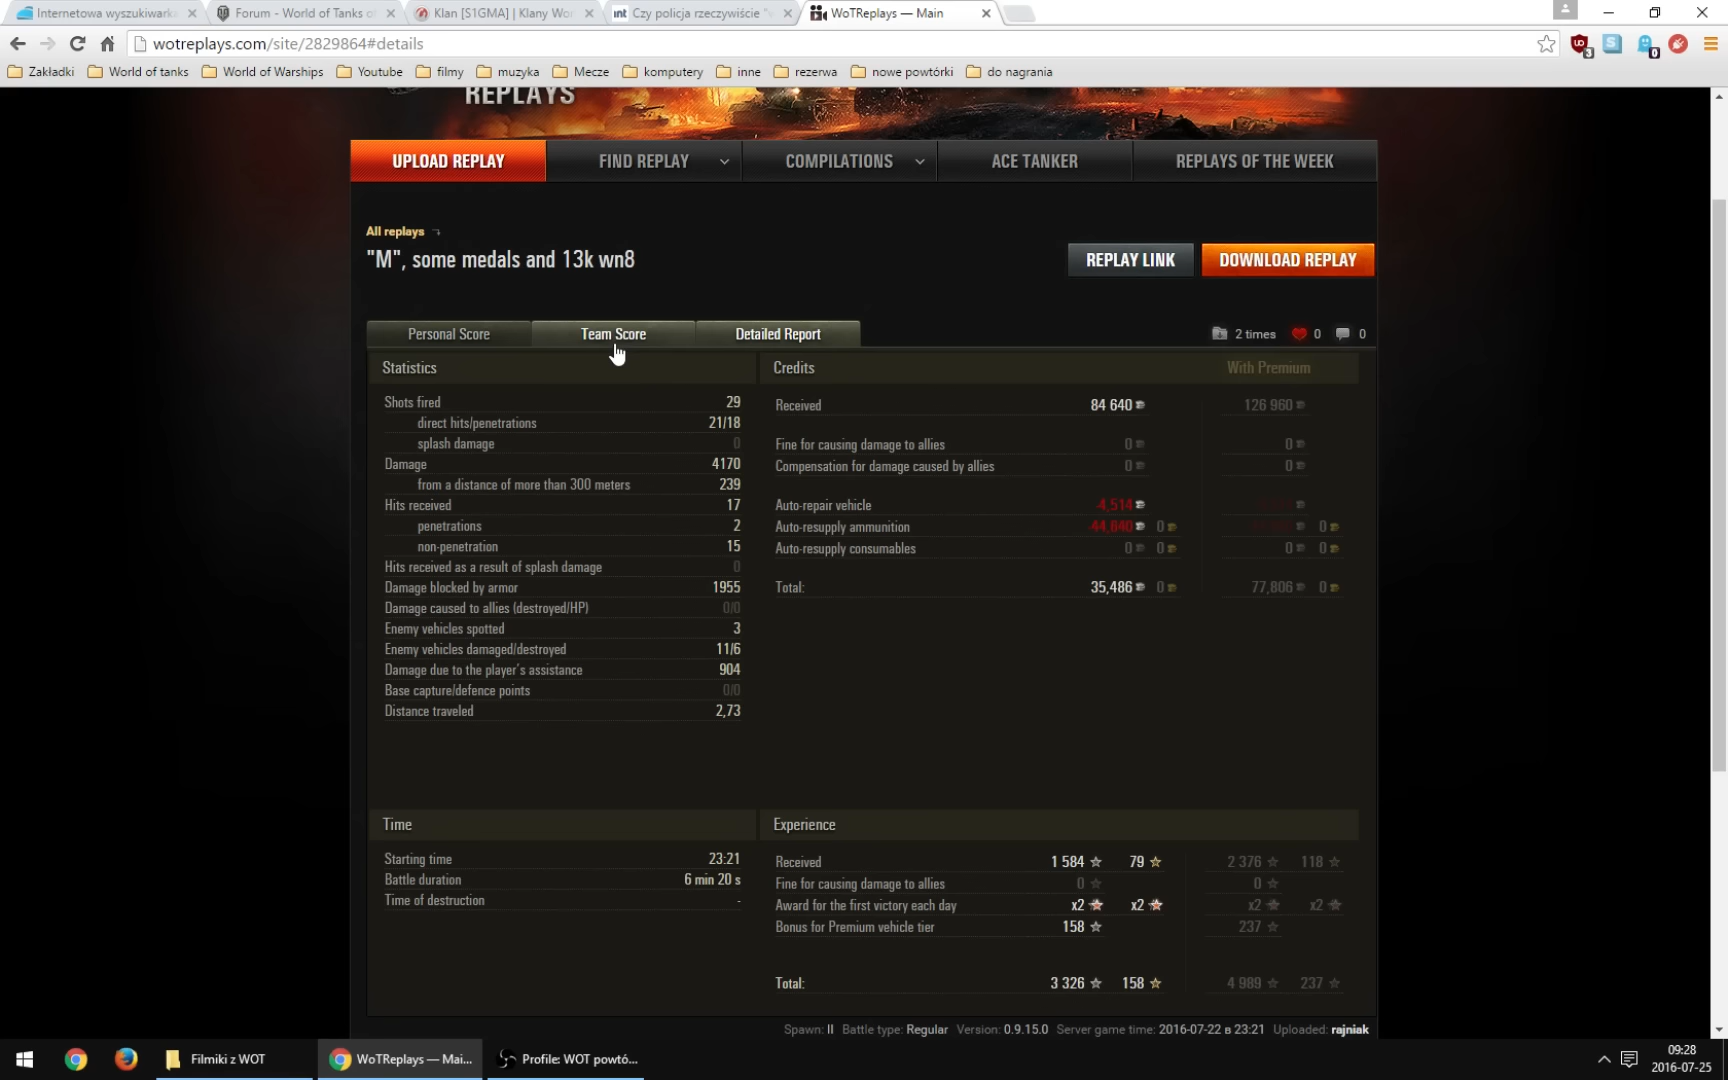 Internetowa wyszukiwark
Forum - World of Tanks o
Klan [S1GMA] | Klany Wo
int Czy policja rzeczywiście "
WoTReplays — Main
wotreplays.com/site/2829864#details
Zakładki World of tanks World of Warships Youtube filmy muzyka Mecze komputery inne rezerwa nowe powtórki do nagrania
REPLAYS
UPLOAD REPLAY FIND REPLAY COMPILATIONS ACE TANKER REPLAYS OF THE WEEK
All replays
"M", some medals and 13k wn8
REPLAY LINK DOWNLOAD REPLAY
Personal Score Team Score Detailed Report 2 times 0 0
Statistics
Shots fired 29
direct hits/penetrations 21/18
splash damage 0
Damage 4170
from a distance of more than 300 meters 239
Hits received 17
penetrations 2
non-penetration 15
Hits received as a result of splash damage 0
Damage blocked by armor 1955
Damage caused to allies (destroyed/HP) 0/0
Enemy vehicles spotted 3
Enemy vehicles damaged/destroyed 11/6
Damage due to the player's assistance 904
Base capture/defence points 0/0
Distance traveled 2,73
Credits With Premium
Received 84 640 126 960
Fine for causing damage to allies 0 0
Compensation for damage caused by allies 0 0
Auto-repair vehicle -4,514
Auto-resupply ammunition -44,640 0 0
Auto-resupply consumables 0 0 0 0
Total: 35,486 0 77,806 0
Time
Starting time 23:21
Battle duration 6 min 20 s
Time of destruction -
Experience
Received 1 584 79 2 376 118
Fine for causing damage to allies 0 0
Award for the first victory each day x2 x2 x2 x2
Bonus for Premium vehicle tier 158 237
Total: 3 326 158 4 989 237
Spawn: II Battle type: Regular Version: 0.9.15.0 Server game time: 2016-07-22 в 23:21 Uploaded: rajniak
Filmiki z WOT WoTReplays — Mai... Profile: WOT powtó...
09:28
2016-07-25